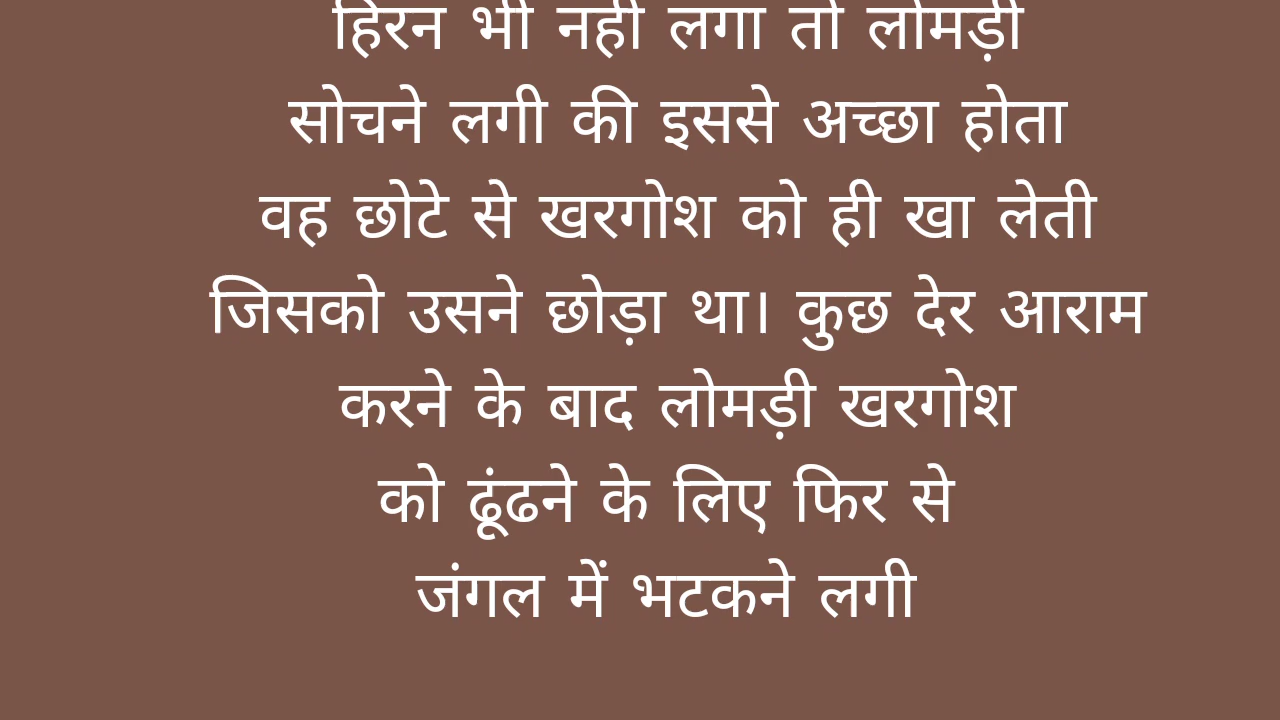 हिरन भी नही लगा तो लोमड़ी
सोचने लगी की इससे अच्छा होता
वह छोटे से खरगोश को ही खा लेती
जिसको उसने छोड़ा था। कुछ देर आराम
करने के बाद लोमड़ी खरगोश
को ढूंढने के लिए फिर से
जंगल में भटकने लगी